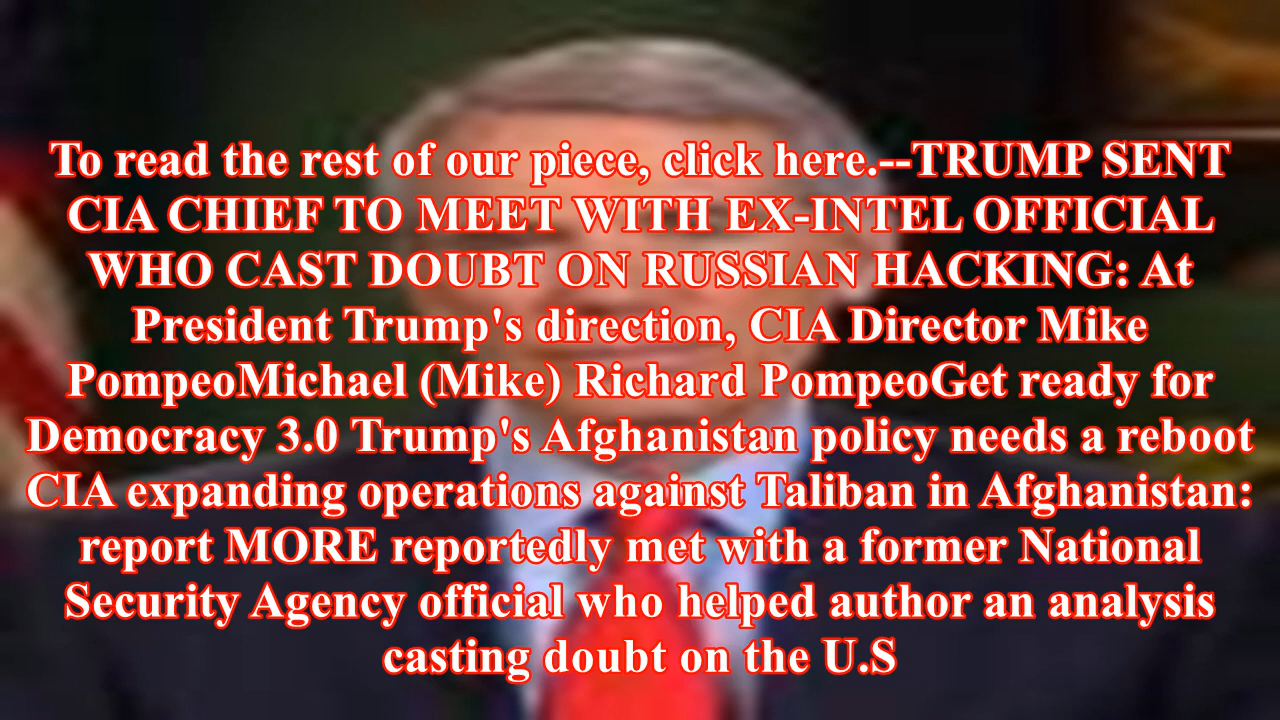 To read the rest of our piece, click here.--TRUMP SENT
CIA CHIEF TO MEET WITH EX-INTEL OFFICIAL
WHO CAST DOUBT ON RUSSIAN HACKING: At
President Trump's direction, CIA Director Mike
PompeoMichael (Mike) Richard PompeoGet ready for
Democracy 3.0 Trump's Afghanistan policy needs a reboot
CIA expanding operations against Taliban in Afghanistan:
report MORE reportedly met with a former National
Security Agency official who helped author an analysis
casting doubt on the U.S